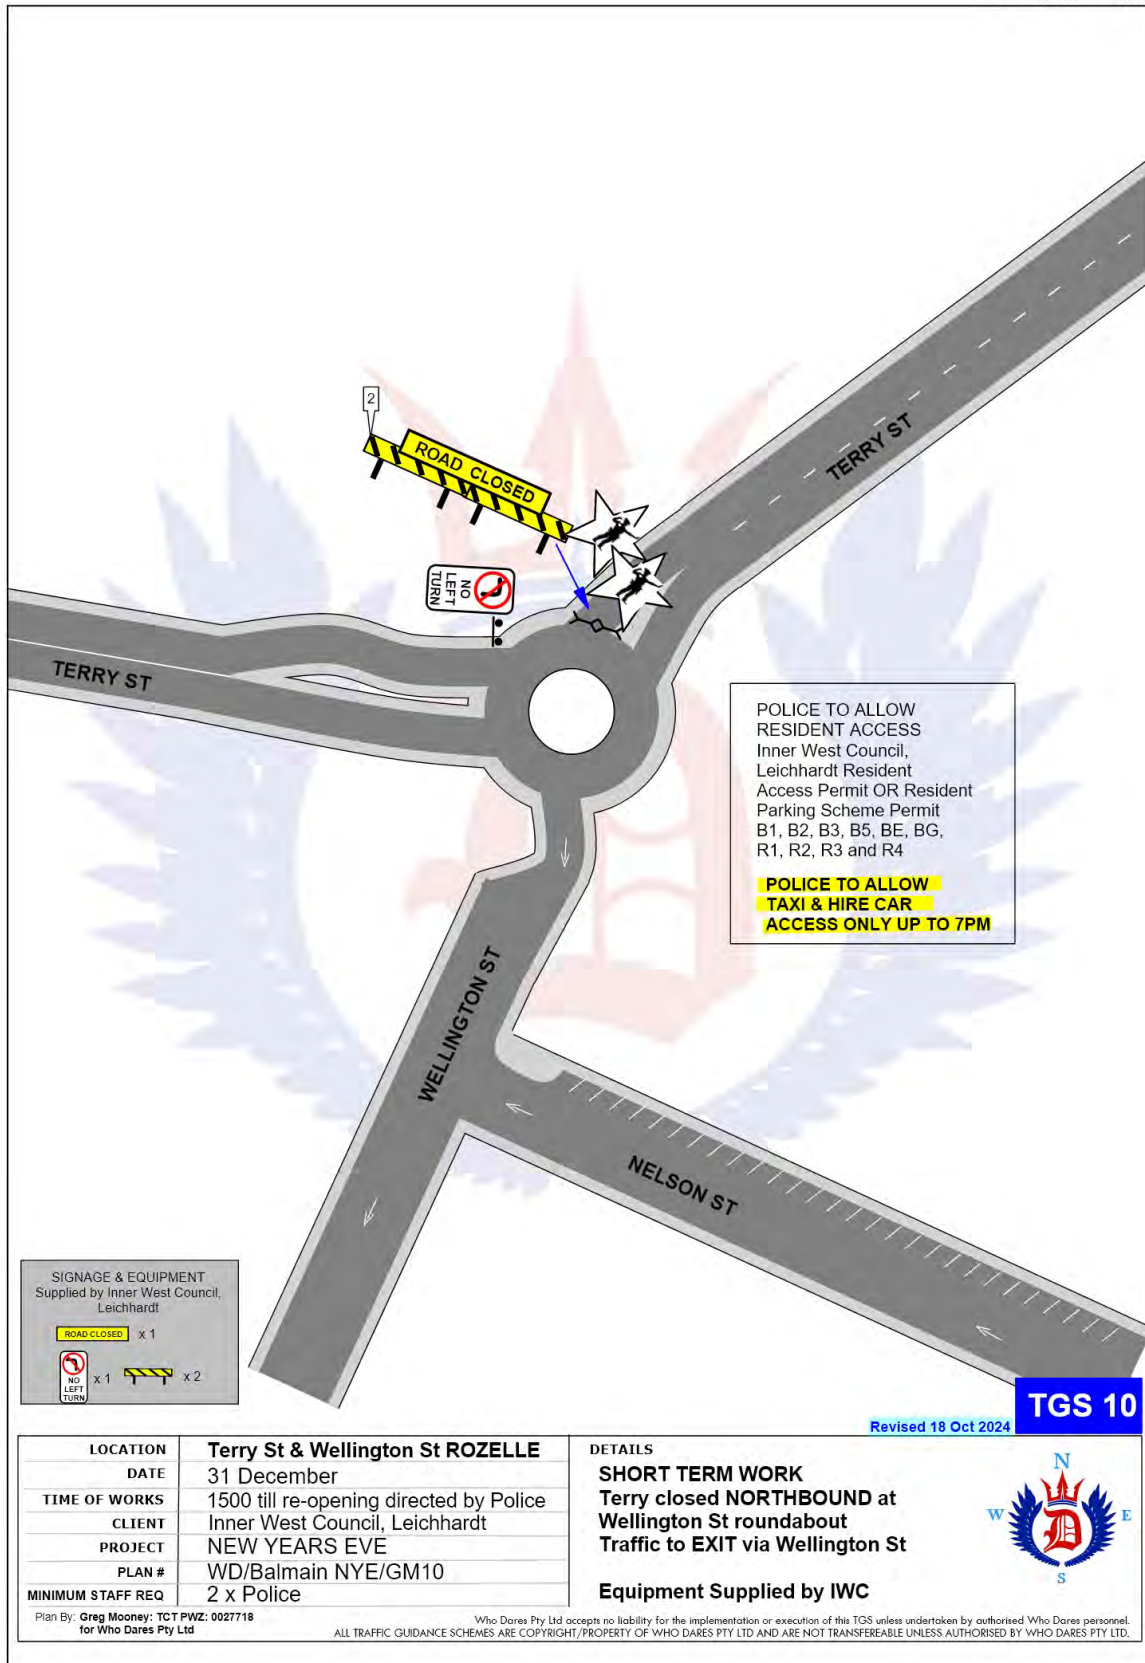 2
ROAD CLOSED
TERRY ST
NO
LEFT
TURN
TERRY ST
POLICE TO ALLOW
RESIDENT ACCESS
Inner West Council,
Leichhardt Resident
Access Permit OR Resident
Parking Scheme Permit
B1, B2, B3, B5, BE, BG,
R1, R2, R3 and R4
POLICE TO ALLOW
TAXI & HIRE CAR
ACCESS ONLY UP TO 7PM
WELLINGTON ST
NELSON ST
SIGNAGE & EQUIPMENT
Supplied by Inner West Council,
Leichhardt
ROAD CLOSED x 1
NO
LEFT
TURN
x 1
x 2
TGS 10
Revised 18 Oct 2024
LOCATION Terry St & Wellington St ROZELLE
DATE 31 December
TIME OF WORKS 1500 till re-opening directed by Police
CLIENT Inner West Council, Leichhardt
PROJECT NEW YEARS EVE
PLAN # WD/Balmain NYE/GM10
MINIMUM STAFF REQ 2 x Police
DETAILS
SHORT TERM WORK
Terry closed NORTHBOUND at
Wellington St roundabout
Traffic to EXIT via Wellington St
Equipment Supplied by IWC
N
W E
D
S
Plan By: Greg Mooney: TCT PWZ: 0027718
for Who Dares Pty Ltd
Who Dares Pty Ltd accepts no liability for the implementation or execution of this TGS unless undertaken by authorised Who Dares personnel.
ALL TRAFFIC GUIDANCE SCHEMES ARE COPYRIGHT/PROPERTY OF WHO DARES PTY LTD AND ARE NOT TRANSFEREABLE UNLESS AUTHORISED BY WHO DARES PTY LTD.